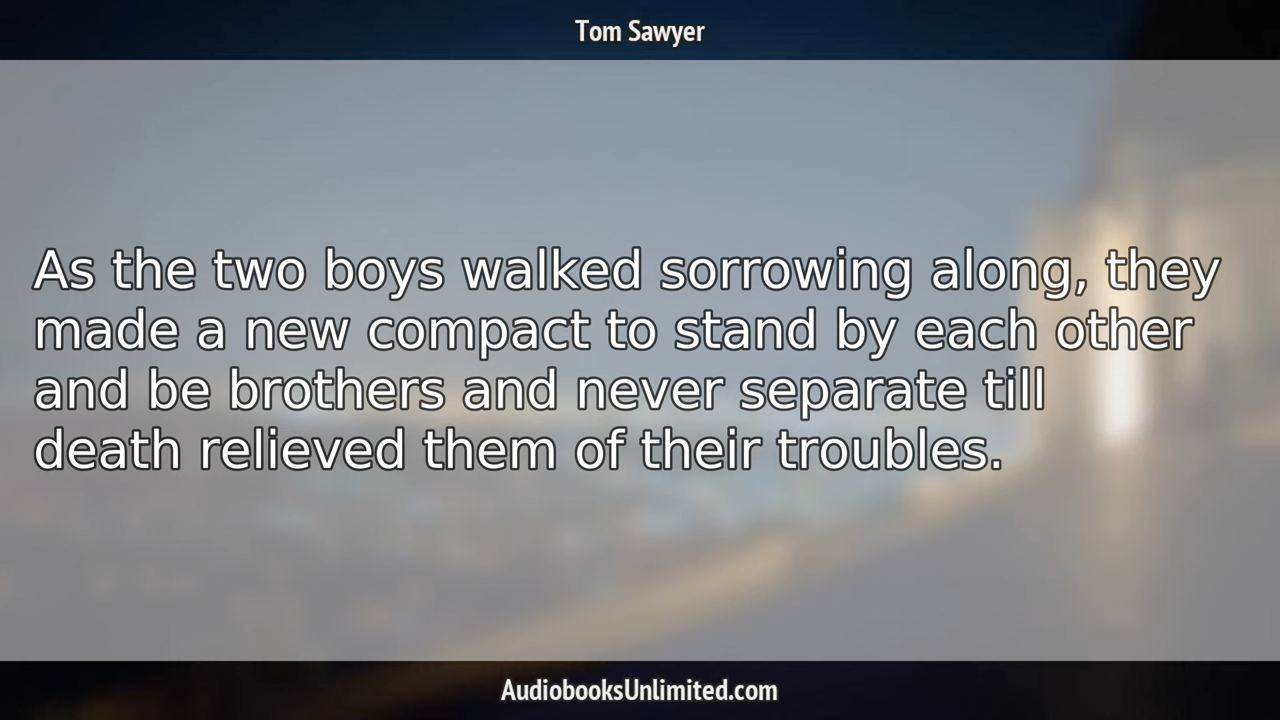 Tom Sawyer
As the two boys walked sorrowing along, they
made a new compact to stand by each other
and be brothers and never separate till
death relieved them of their troubles.
AudiobooksUnlimited.com